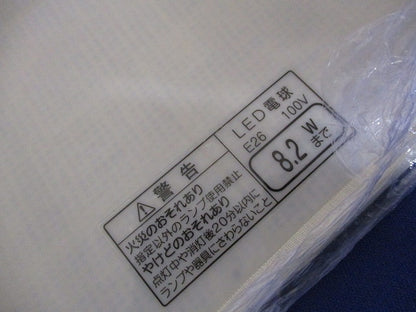 ⚠ 警告
火災のおそれあり
指定以外のランプ使用禁止
やけどのおそれあり
点灯中や消灯後20分以内に
ランプや器具にさわらないこと
LED電球
E26 100V
8.2Wまで